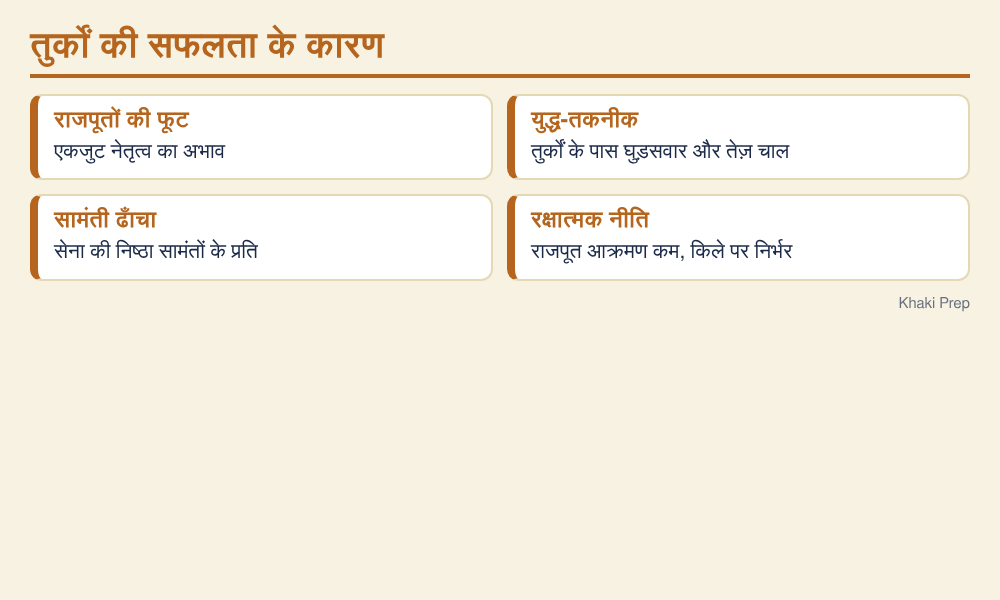 तुर्कों की सफलता के कारण
राजपूतों की फूट
एकजुट नेतृत्व का अभाव
युद्ध-तकनीक
तुर्कों के पास घुड़सवार और तेज़ चाल
सामंती ढाँचा
सेना की निष्ठा सामंतों के प्रति
रक्षात्मक नीति
राजपूत आक्रमण कम, किले पर निर्भर
Khaki Prep